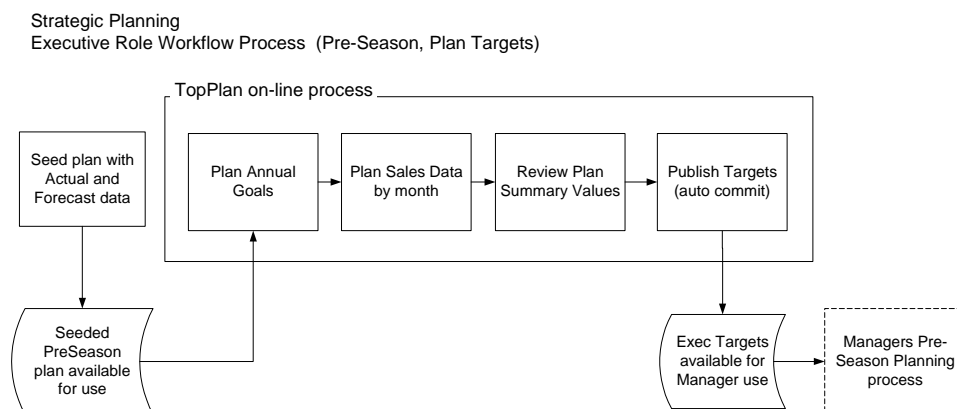 Strategic Planning
Executive Role Workflow Process  (Pre-Season, Plan Targets)
TopPlan on-line process
Seed plan with
Actual and
Forecast data
Plan Annual
Goals
Plan Sales Data
by month
Review Plan
Summary Values
Publish Targets
(auto commit)
Seeded
PreSeason
plan available
for use
Exec Targets
available for
Manager use
Managers Pre-
Season Planning
process